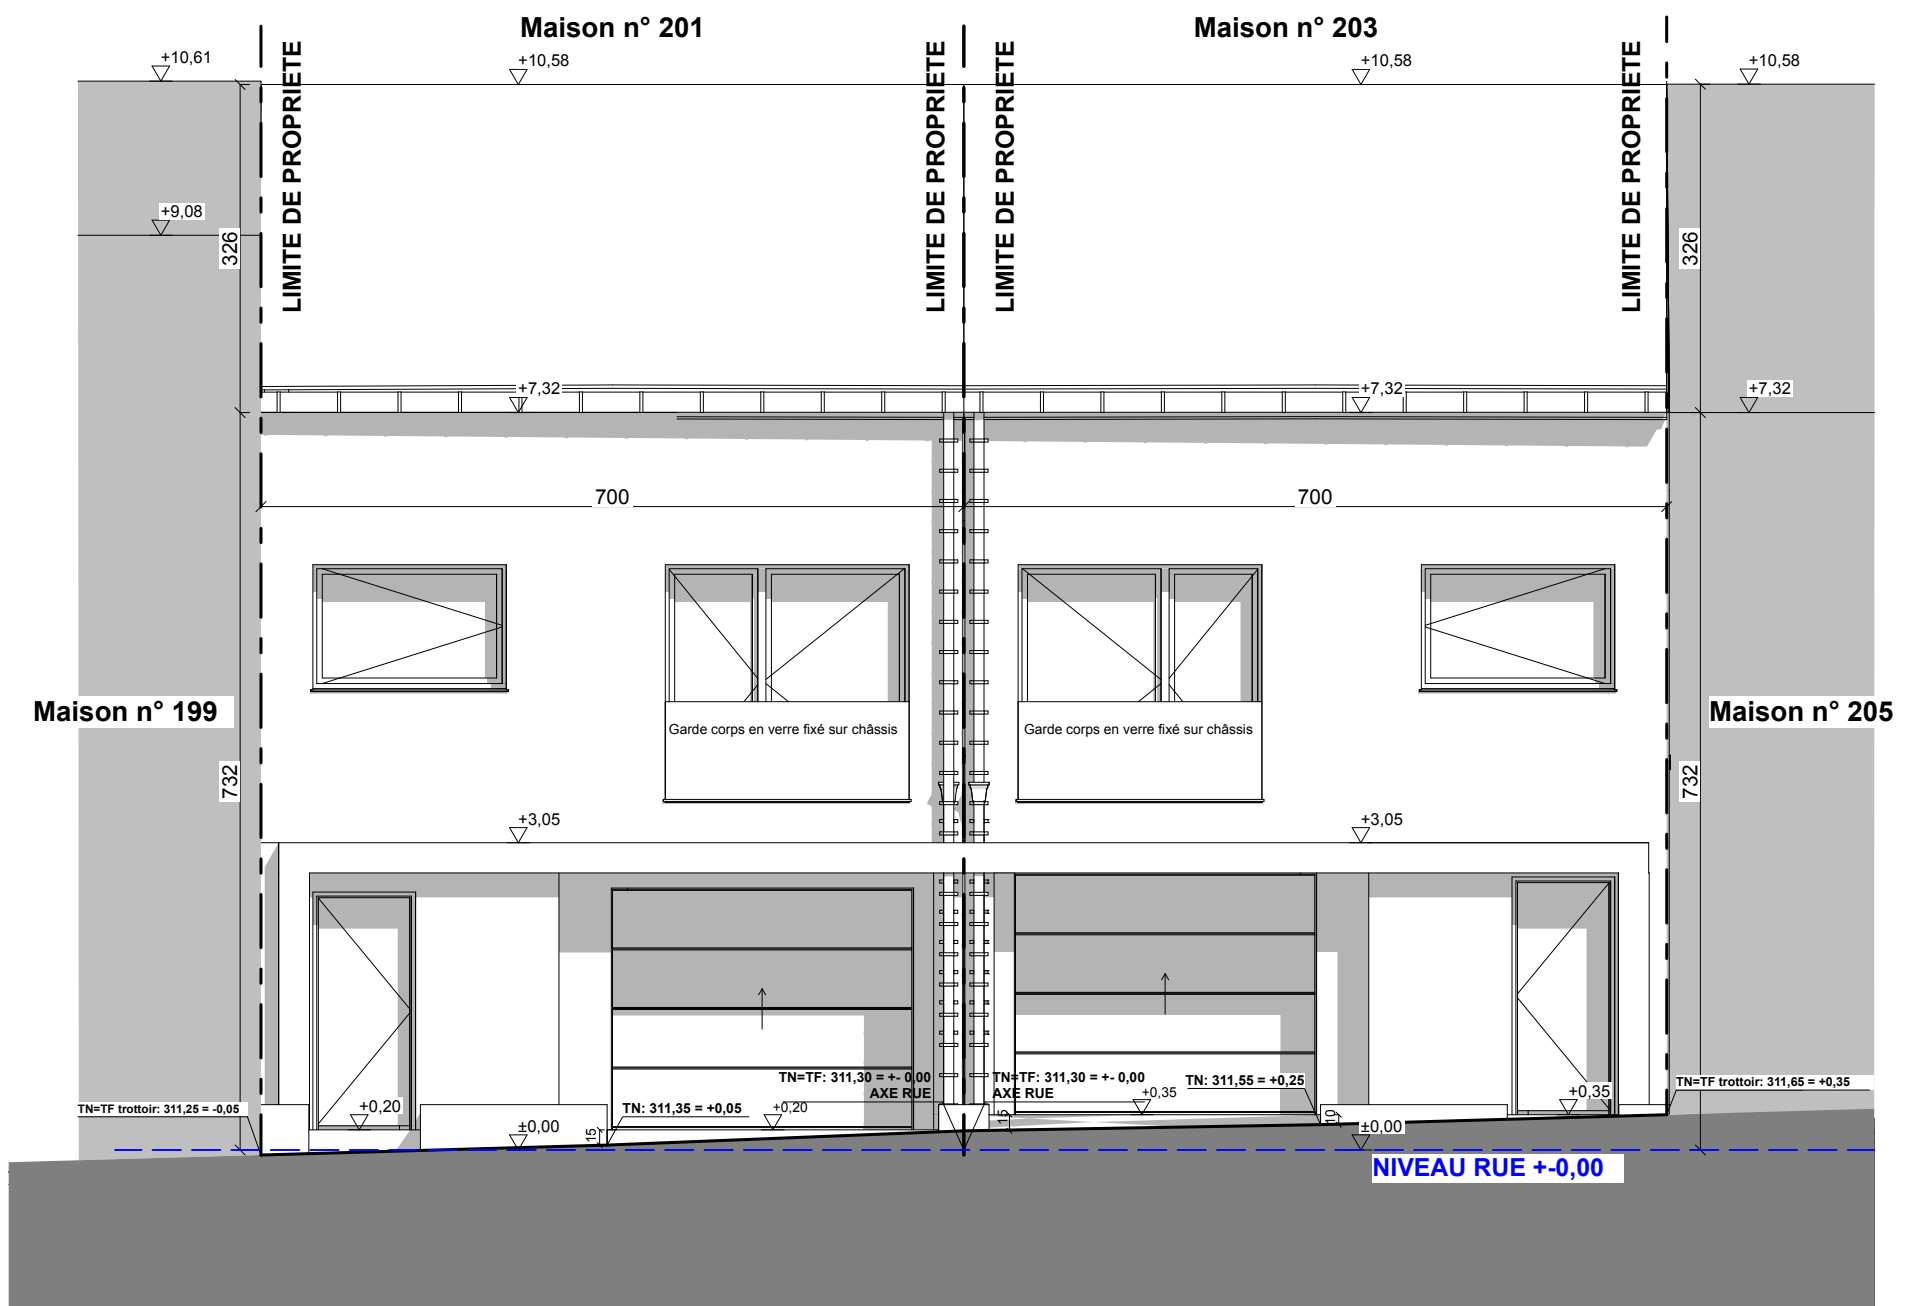 Maison n° 201
Maison n° 203
+10,61
+10,58
+10,58
+10,58
LIMITE DE PROPRIETE
LIMITE DE PROPRIETE
LIMITE DE PROPRIETE
LIMITE DE PROPRIETE
+9,08
326
326
+7,32
+7,32
+7,32
700
700
Maison n° 199
Maison n° 205
Garde corps en verre fixé sur châssis
Garde corps en verre fixé sur châssis
732
732
+3,05
+3,05
TN=TF: 311,30 = +- 0,00
AXE RUE
TN=TF: 311,30 = +- 0,00
AXE RUE
TN: 311,55 = +0,25
TN=TF trottoir: 311,65 = +0,35
+0,35
+0,35
TN=TF trottoir: 311,25 = -0,05
+0,20
TN: 311,35 = +0,05
+0,20
15
10
±0,00
±0,00
15
NIVEAU RUE +-0,00